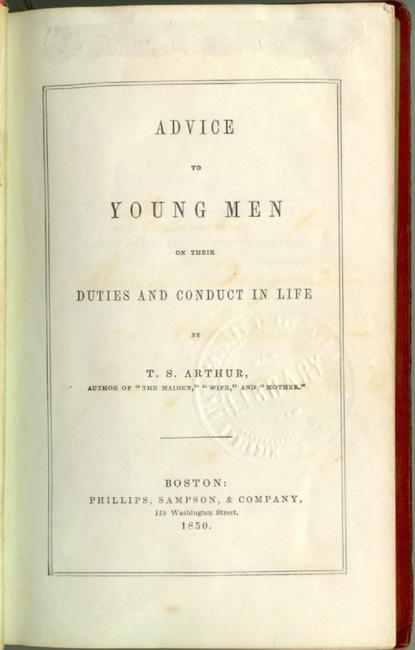 ADVICE
TO
YOUNG MEN
ON THEIR
DUTIES AND CONDUCT IN LIFE
BY
T. S. ARTHUR,
AUTHOR OF "THE MAIDEN," "WIFE," AND "MOTHER."
LIBRARY
BOSTON:
PHILLIPS, SAMPSON, & COMPANY,
110 Washington Street.
1850.